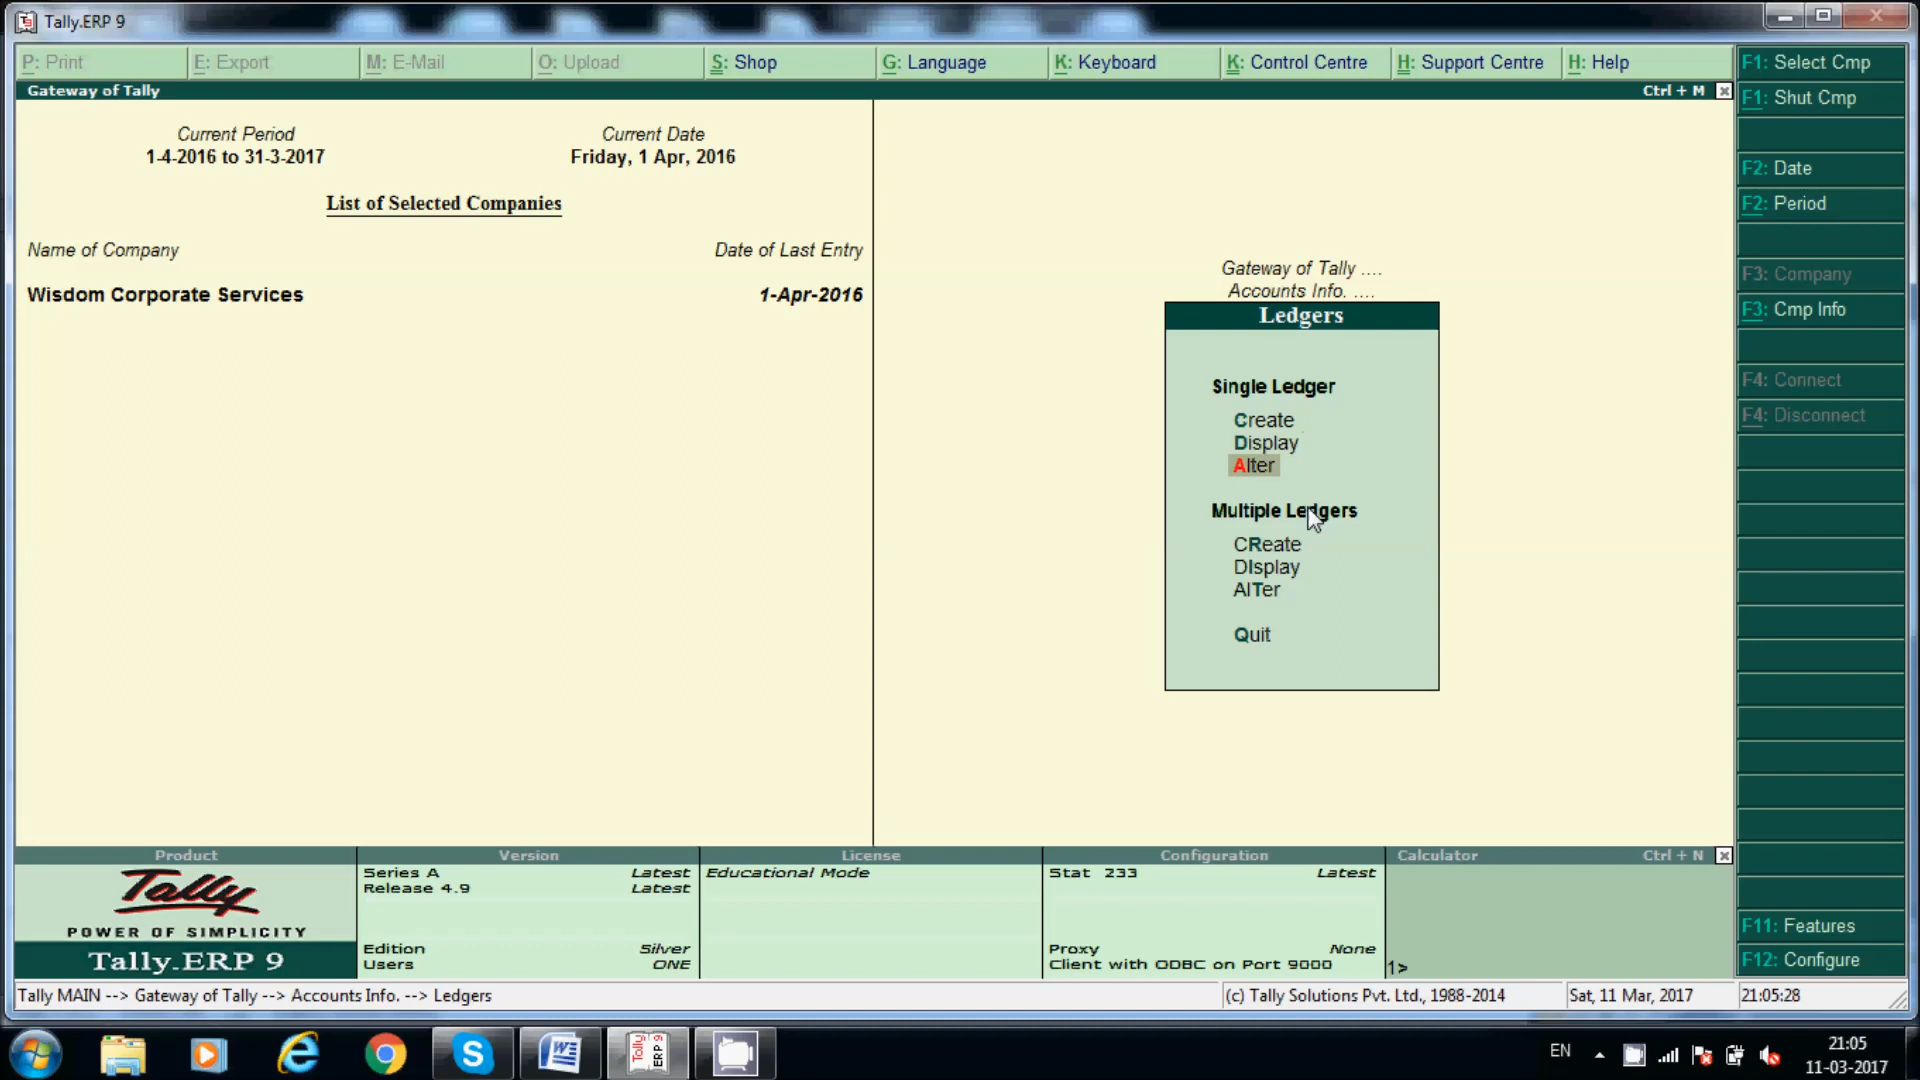 Tally.ERP 9
P: Print
E: Export
M: E-Mail
O: Upload
S: Shop
G: Language
K: Keyboard
K: Control Centre
H: Support Centre
H: Help
Gateway of Tally
Ctrl + M
Current Period
Current Date
1-4-2016 to 31-3-2017
Friday, 1 Apr, 2016
List of Selected Companies
Name of Company
Date of Last Entry
Wisdom Corporate Services
1-Apr-2016
Gateway of Tally ....
Accounts Info. ....
Ledgers
Single Ledger
Create
Display
Alter
Multiple Ledgers
CReate
DIsplay
AlTer
Quit
F1: Select Cmp
F1: Shut Cmp
F2: Date
F2: Period
F3: Company
F3: Cmp Info
F4: Connect
F4: Disconnect
F11: Features
F12: Configure
Product
Tally
POWER OF SIMPLICITY
Tally.ERP 9
Version
Series A Latest
Release 4.9 Latest
Edition Silver
Users ONE
License
Educational Mode
Configuration
Stat 233 Latest
Proxy None
Client with ODBC on Port 9000
Calculator
Ctrl + N
1>
Tally MAIN --> Gateway of Tally --> Accounts Info. --> Ledgers
(c) Tally Solutions Pvt. Ltd., 1988-2014
Sat, 11 Mar, 2017
21:05:28
Tally
ERP 9
EN
21:05
11-03-2017